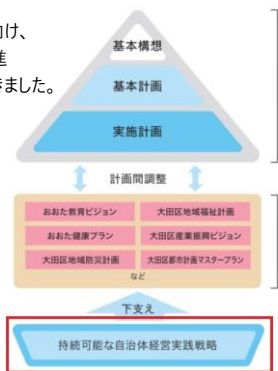 け、
進
きました。
基本構想
基本計画
実施計画
計画間調整
おおた教育ビジョン
大田区地域福祉計画
おおた健康プラン
大田区産業振興ビジョン
大田区地域防災計画
大田区都市計画マスタープラン
など
下支え
持続可能な自治体経営実践戦略